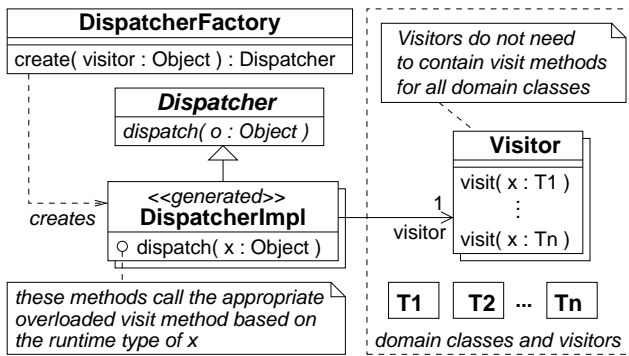 DispatcherFactory
create( visitor : Object ) : Dispatcher
Dispatcher
dispatch( o : Object )
creates
<<generated>>
DispatcherImpl
dispatch( x : Object )
these methods call the appropriate
overloaded visit method based on
the runtime type of x
1
visitor
Visitors do not need
to contain visit methods
for all domain classes
Visitor
visit( x : T1 )
⋮
visit( x : Tn )
T1 T2 ... Tn
domain classes and visitors